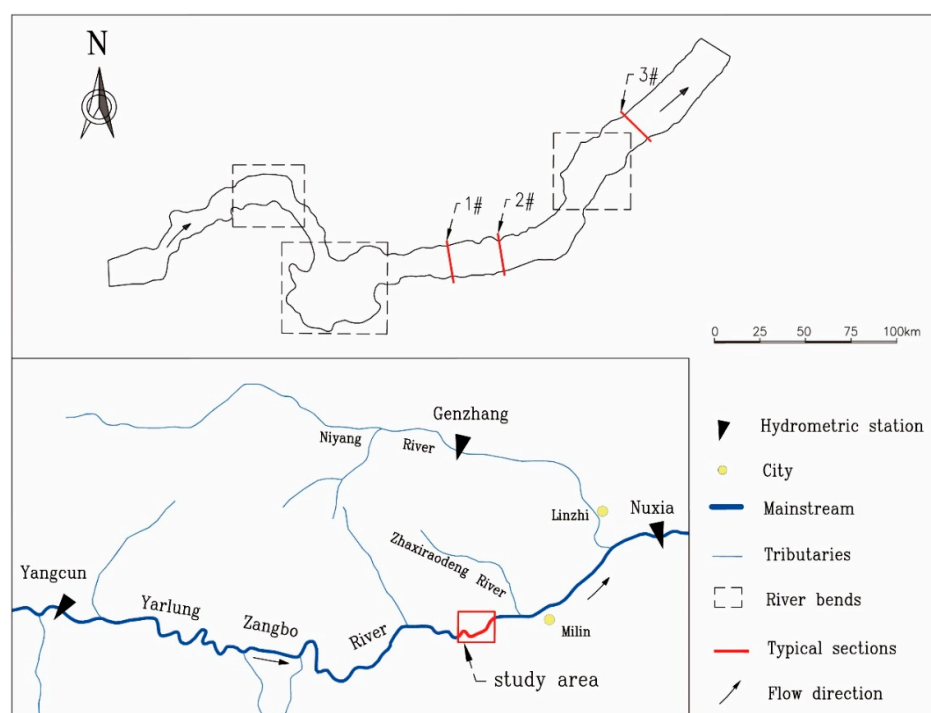 N
3#
1#
2#
0 25 50 75 100km
Genzhang
Niyang River
Linzhi
Nuxia
Zhaxiraodeng River
Yangcun
Yarlung Zangbo River
Milin
study area
Hydrometric station
City
Mainstream
Tributaries
River bends
Typical sections
Flow direction